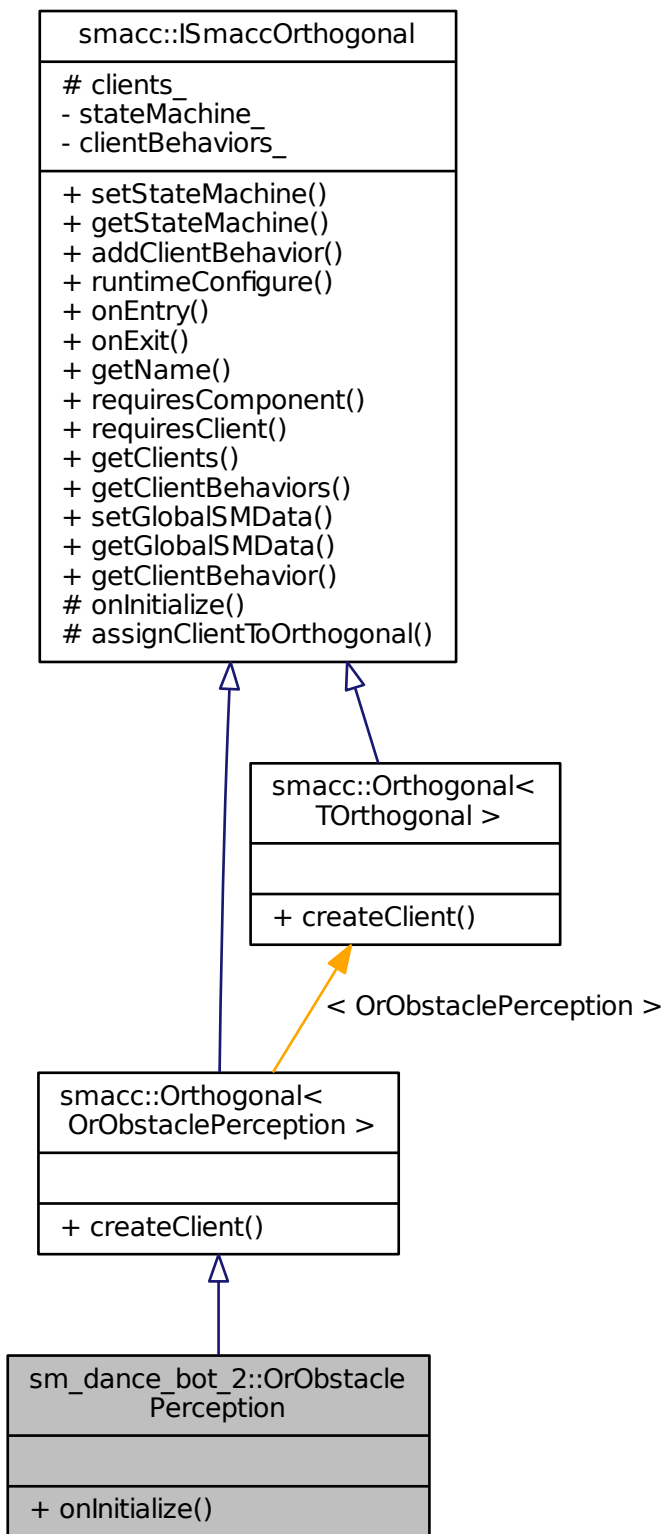 smacc::ISmaccOrthogonal
# clients_
- stateMachine_
- clientBehaviors_
+ setStateMachine()
+ getStateMachine()
+ addClientBehavior()
+ runtimeConfigure()
+ onEntry()
+ onExit()
+ getName()
+ requiresComponent()
+ requiresClient()
+ getClients()
+ getClientBehaviors()
+ setGlobalSMData()
+ getGlobalSMData()
+ getClientBehavior()
# onInitialize()
# assignClientToOrthogonal()
smacc::Orthogonal<
TOrthogonal >
+ createClient()
< OrObstaclePerception >
smacc::Orthogonal<
OrObstaclePerception >
+ createClient()
sm_dance_bot_2::OrObstacle
Perception
+ onInitialize()